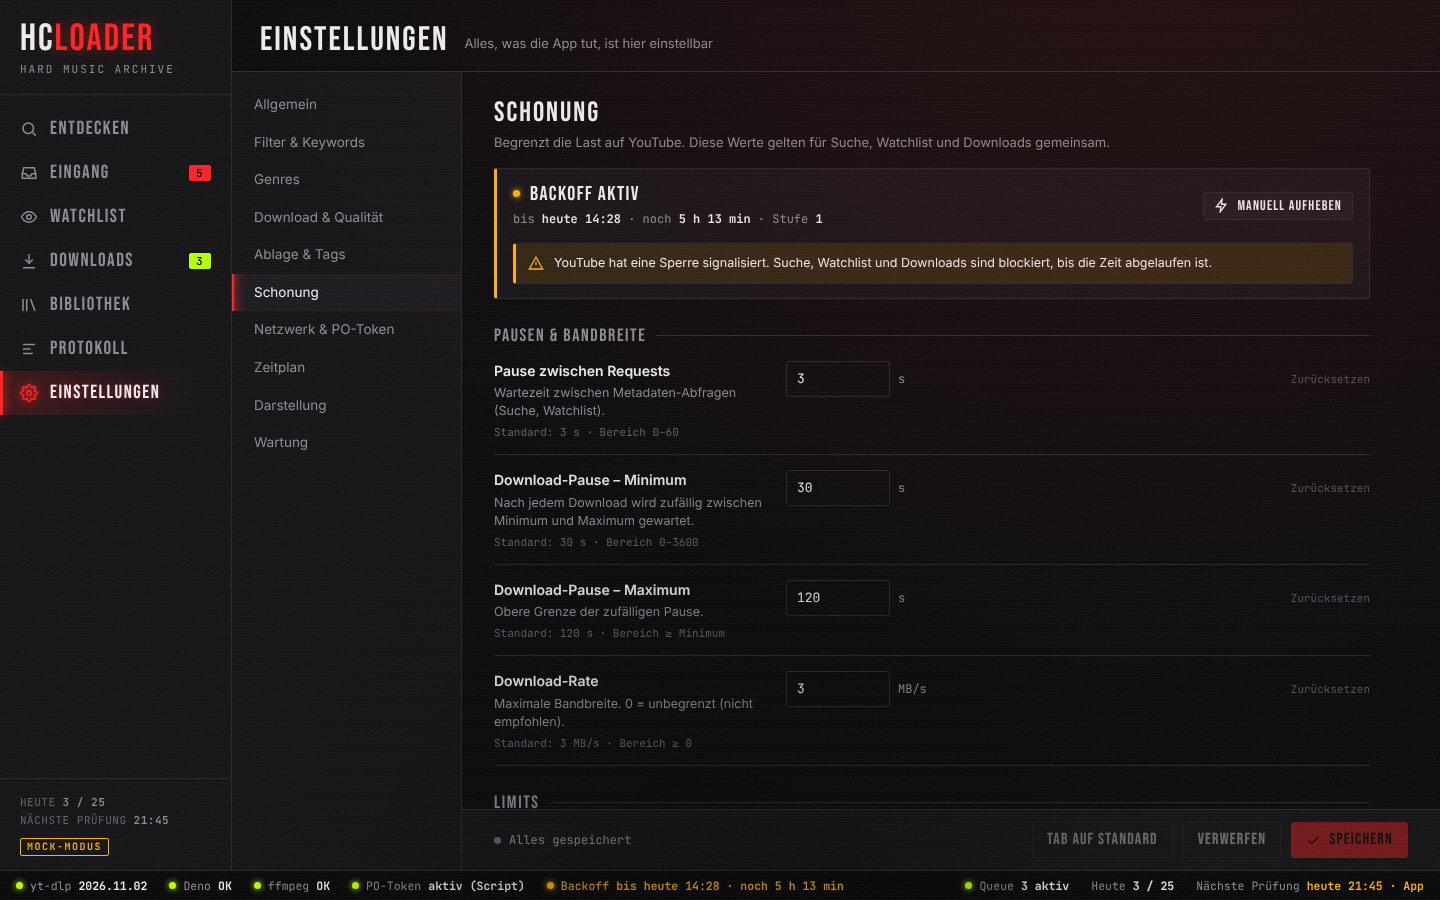 HCLOADER
HARD MUSIC ARCHIVE
ENTDECKEN
EINGANG 5
WATCHLIST
DOWNLOADS 3
BIBLIOTHEK
PROTOKOLL
EINSTELLUNGEN
HEUTE 3 / 25
NÄCHSTE PRÜFUNG 21:45
MOCK-MODUS
EINSTELLUNGEN Alles, was die App tut, ist hier einstellbar
Allgemein
Filter & Keywords
Genres
Download & Qualität
Ablage & Tags
Schonung
Netzwerk & PO-Token
Zeitplan
Darstellung
Wartung
SCHONUNG
Begrenzt die Last auf YouTube. Diese Werte gelten für Suche, Watchlist und Downloads gemeinsam.
BACKOFF AKTIV
bis heute 14:28 · noch 5 h 13 min · Stufe 1
MANUELL AUFHEBEN
YouTube hat eine Sperre signalisiert. Suche, Watchlist und Downloads sind blockiert, bis die Zeit abgelaufen ist.
PAUSEN & BANDBREITE
Pause zwischen Requests
Wartezeit zwischen Metadaten-Abfragen
(Suche, Watchlist).
Standard: 3 s · Bereich 0–60
3 s
Zurücksetzen
Download-Pause – Minimum
Nach jedem Download wird zufällig zwischen
Minimum und Maximum gewartet.
Standard: 30 s · Bereich 0–3600
30 s
Zurücksetzen
Download-Pause – Maximum
Obere Grenze der zufälligen Pause.
Standard: 120 s · Bereich ≥ Minimum
120 s
Zurücksetzen
Download-Rate
Maximale Bandbreite. 0 = unbegrenzt (nicht
empfohlen).
Standard: 3 MB/s · Bereich ≥ 0
3 MB/s
Zurücksetzen
LIMITS
Alles gespeichert
TAB AUF STANDARD
VERWERFEN
SPEICHERN
yt-dlp 2026.11.02 Deno OK ffmpeg OK PO-Token aktiv (Script) Backoff bis heute 14:28 · noch 5 h 13 min Queue 3 aktiv Heute 3 / 25 Nächste Prüfung heute 21:45 · App